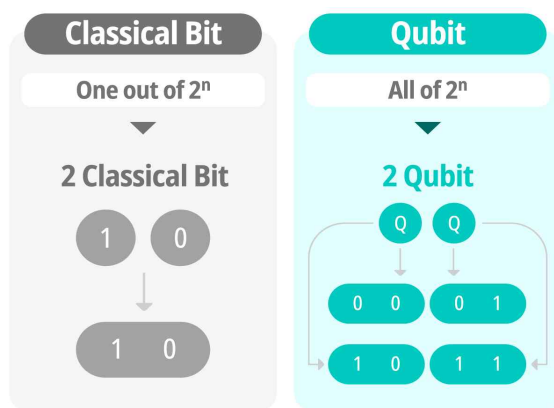 Classical Bit
One out of 2ⁿ
2 Classical Bit
1 0
1 0
Qubit
All of 2ⁿ
2 Qubit
Q Q
0 0 0 1
1 0 1 1